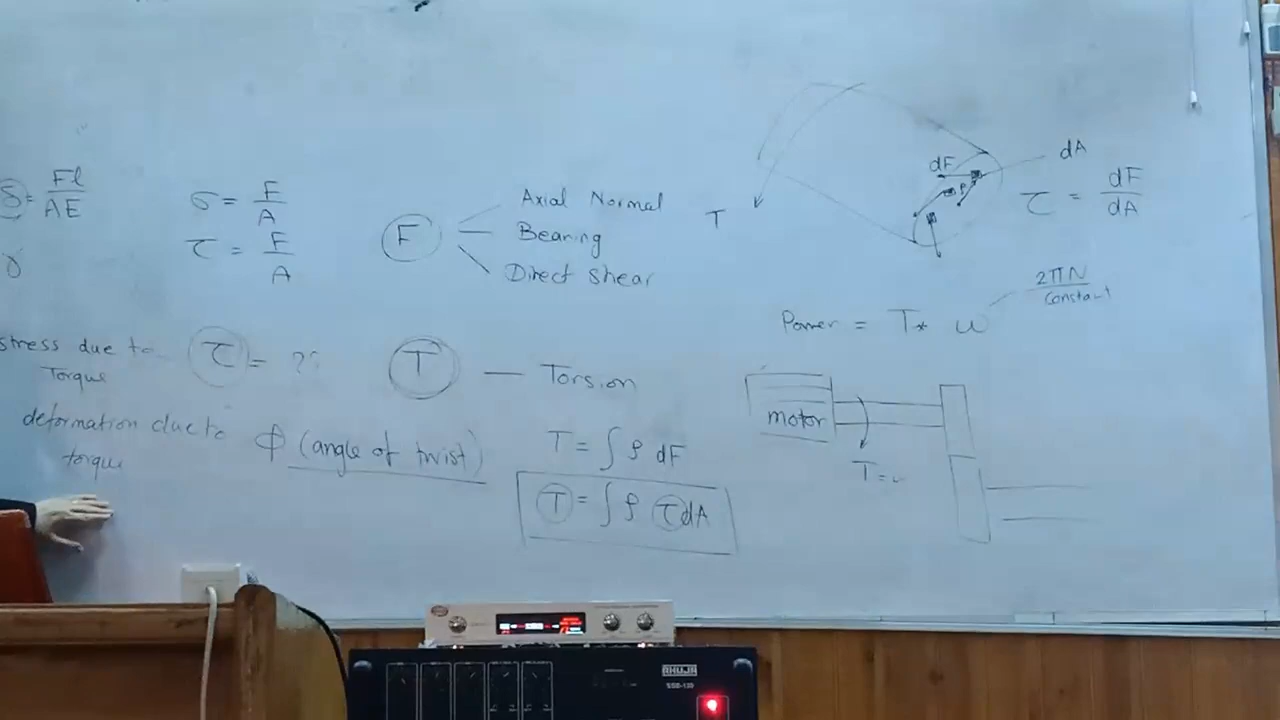 δ = Fl / AE
γ
σ = F / A
τ = F / A
F
Axial Normal
Bearing
Direct shear
T
dF
ρ
dA
τ = dF / dA
Power = T * ω
2πN / Constant
stress due to
Torque
τ = ??
T — Torsion
deformation due to
torque
ϕ (angle of twist)
T = ∫ ρ dF
T = ∫ ρ τ dA
motor
AHUJA